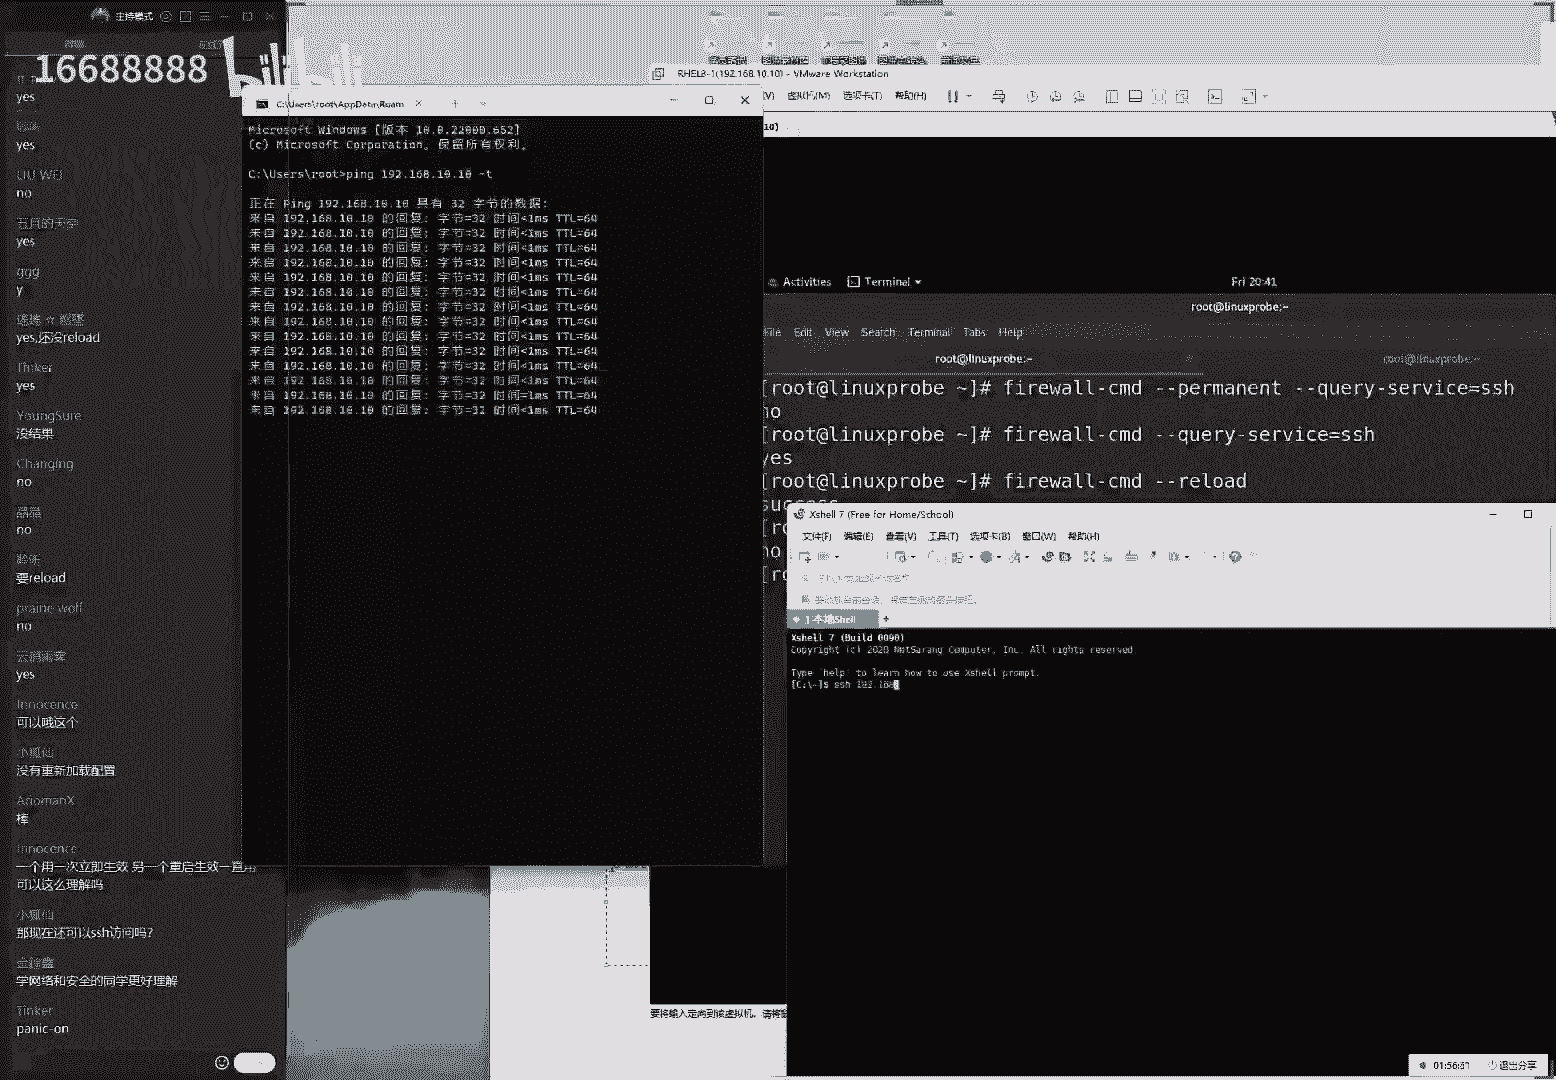 主持模式
16688888
bilibili
yes
yes
LIU WEI
no
yes
ggg
y
yes,还没reload
Tinker
yes
YoungSure
没结果
Changing
no
no
要reload
prairie wolf
no
yes
Innocence
可以哦这个
小狐仙
没有重新加载配置
棒
Innocence
一个用一次立即生效 另一个重启生效一直用
可以这么理解吗
小狐仙
那现在还可以ssh访问吗?
学网络和安全的同学更好理解
Tinker
panic-on
C:\Users\root\AppData\Roam
Microsoft Windows [版本 10.0.22000.652]
(c) Microsoft Corporation。保留所有权利。
C:\Users\root>ping 192.168.10.10 -t
正在 Ping 192.168.10.10 具有 32 字节的数据:
来自 192.168.10.10 的回复: 字节=32 时间<1ms TTL=64
来自 192.168.10.10 的回复: 字节=32 时间<1ms TTL=64
来自 192.168.10.10 的回复: 字节=32 时间<1ms TTL=64
来自 192.168.10.10 的回复: 字节=32 时间<1ms TTL=64
来自 192.168.10.10 的回复: 字节=32 时间<1ms TTL=64
来自 192.168.10.10 的回复: 字节=32 时间<1ms TTL=64
来自 192.168.10.10 的回复: 字节=32 时间<1ms TTL=64
来自 192.168.10.10 的回复: 字节=32 时间<1ms TTL=64
来自 192.168.10.10 的回复: 字节=32 时间<1ms TTL=64
来自 192.168.10.10 的回复: 字节=32 时间<1ms TTL=64
来自 192.168.10.10 的回复: 字节=32 时间<1ms TTL=64
来自 192.168.10.10 的回复: 字节=32 时间<1ms TTL=64
来自 192.168.10.10 的回复: 字节=32 时间=1ms TTL=64
来自 192.168.10.10 的回复: 字节=32 时间<1ms TTL=64
RHEL8-1(192.168.10.10) - VMware Workstation
(V) 虚拟机(M) 选项卡(T) 帮助(H)
10)
Activities Terminal Fri 20:41
root@linuxprobe:~
File Edit View Search Terminal Tabs Help
root@linuxprobe:~ root@linuxprobe:~
[root@linuxprobe ~]# firewall-cmd --permanent --query-service=ssh
no
[root@linuxprobe ~]# firewall-cmd --query-service=ssh
yes
[root@linuxprobe ~]# firewall-cmd --reload
success
[ro
no
[ro
Xshell 7 (Free for Home/School)
文件(F) 编辑(E) 查看(V) 工具(T) 选项卡(B) 窗口(W) 帮助(H)
1 本地Shell +
Xshell 7 (Build 0090)
Copyright (c) 2020 NetSarang Computer, Inc. All rights reserved.
Type `help' to learn how to use Xshell prompt.
[C:\~]$ ssh 192.168
要将输入定向到该虚拟机，请将
01:56:51 退出分享